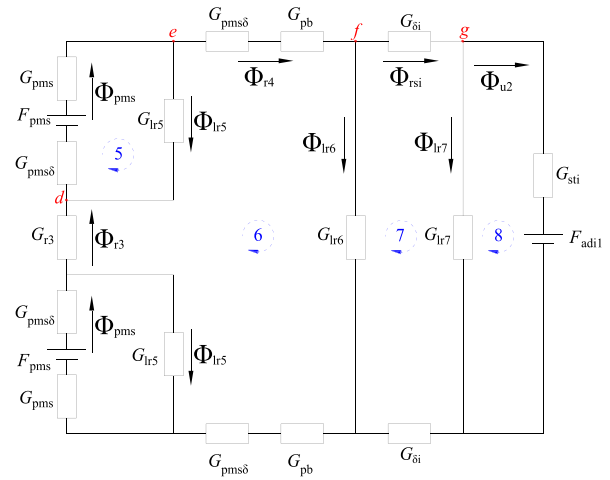 e
G_pmsδ
G_pb
f
G_δi
g
G_pms
Φ_pms
Φ_r4
Φ_rsi
Φ_u2
F_pms
G_lr5
Φ_lr5
G_pmsδ
5
Φ_lr6
Φ_lr7
G_sti
d
G_r3
Φ_r3
6
G_lr6
7
G_lr7
8
F_adi1
G_pmsδ
Φ_pms
F_pms
G_lr5
Φ_lr5
G_pms
G_pmsδ
G_pb
G_δi